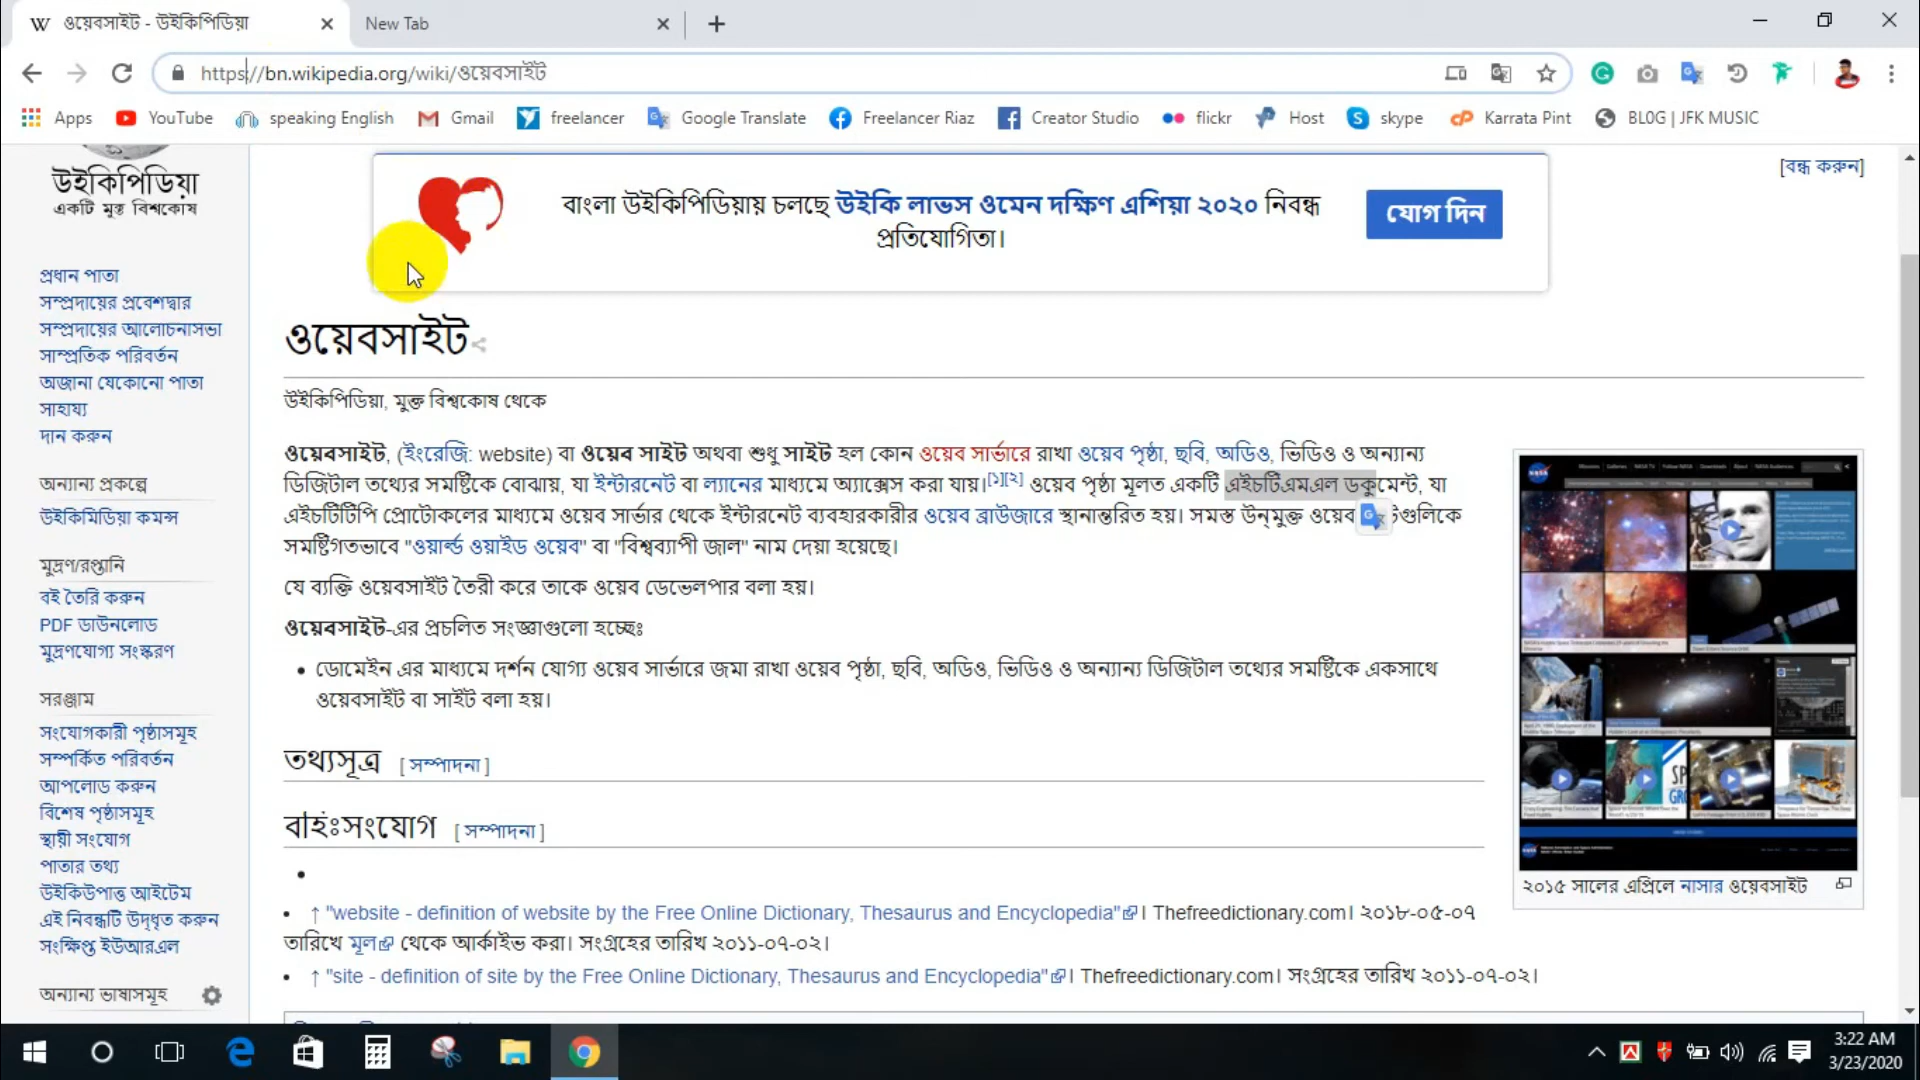 ওয়েবসাইট - উইকিপিডিয়া
New Tab
https://bn.wikipedia.org/wiki/ওয়েবসাইট
Apps YouTube speaking English Gmail freelancer Google Translate Freelancer Riaz Creator Studio flickr Host skype Karrata Pint BL0G | JFK MUSIC
উইকিপিডিয়া
একটি মুক্ত বিশ্বকোষ
প্রধান পাতা
সম্প্রদায়ের প্রবেশদ্বার
সম্প্রদায়ের আলোচনাসভা
সাম্প্রতিক পরিবর্তন
অজানা যেকোনো পাতা
সাহায্য
দান করুন
অন্যান্য প্রকল্পে
উইকিমিডিয়া কমন্স
মুদ্রণ/রপ্তানি
বই তৈরি করুন
PDF ডাউনলোড
মুদ্রণযোগ্য সংস্করণ
সরঞ্জাম
সংযোগকারী পৃষ্ঠাসমূহ
সম্পর্কিত পরিবর্তন
আপলোড করুন
বিশেষ পৃষ্ঠাসমূহ
স্থায়ী সংযোগ
পাতার তথ্য
উইকিউপাত্ত আইটেম
এই নিবন্ধটি উদ্ধৃত করুন
সংক্ষিপ্ত ইউআরএল
অন্যান্য ভাষাসমূহ
[বন্ধ করুন]
বাংলা উইকিপিডিয়ায় চলছে উইকি লাভস ওমেন দক্ষিণ এশিয়া ২০২০ নিবন্ধ
প্রতিযোগিতা।
যোগ দিন
ওয়েবসাইট
উইকিপিডিয়া, মুক্ত বিশ্বকোষ থেকে
ওয়েবসাইট, (ইংরেজি: website) বা ওয়েব সাইট অথবা শুধু সাইট হল কোন ওয়েব সার্ভারে রাখা ওয়েব পৃষ্ঠা, ছবি, অডিও, ভিডিও ও অন্যান্য
ডিজিটাল তথ্যের সমষ্টিকে বোঝায়, যা ইন্টারনেট বা ল্যানের মাধ্যমে অ্যাক্সেস করা যায়।[১][২] ওয়েব পৃষ্ঠা মূলত একটি এইচটিএমএল ডকুমেন্ট, যা
এইচটিটিপি প্রোটোকলের মাধ্যমে ওয়েব সার্ভার থেকে ইন্টারনেট ব্যবহারকারীর ওয়েব ব্রাউজারে স্থানান্তরিত হয়। সমস্ত উন্মুক্ত ওয়েব টগুলিকে
সমষ্টিগতভাবে "ওয়ার্ল্ড ওয়াইড ওয়েব" বা "বিশ্বব্যাপী জাল" নাম দেয়া হয়েছে।
যে ব্যক্তি ওয়েবসাইট তৈরী করে তাকে ওয়েব ডেভেলপার বলা হয়।
ওয়েবসাইট-এর প্রচলিত সংজ্ঞাগুলো হচ্ছেঃ
• ডোমেইন এর মাধ্যমে দর্শন যোগ্য ওয়েব সার্ভারে জমা রাখা ওয়েব পৃষ্ঠা, ছবি, অডিও, ভিডিও ও অন্যান্য ডিজিটাল তথ্যের সমষ্টিকে একসাথে
ওয়েবসাইট বা সাইট বলা হয়।
তথ্যসূত্র [ সম্পাদনা ]
বহিঃসংযোগ [ সম্পাদনা ]
• ↑ "website - definition of website by the Free Online Dictionary, Thesaurus and Encyclopedia"। Thefreedictionary.com। ২০১৮-০৫-০৭
তারিখে মূল থেকে আর্কাইভ করা। সংগ্রহের তারিখ ২০১১-০৭-০২।
• ↑ "site - definition of site by the Free Online Dictionary, Thesaurus and Encyclopedia"। Thefreedictionary.com। সংগ্রহের তারিখ ২০১১-০৭-০২।
২০১৫ সালের এপ্রিলে নাসার ওয়েবসাইট
3:22 AM
3/23/2020